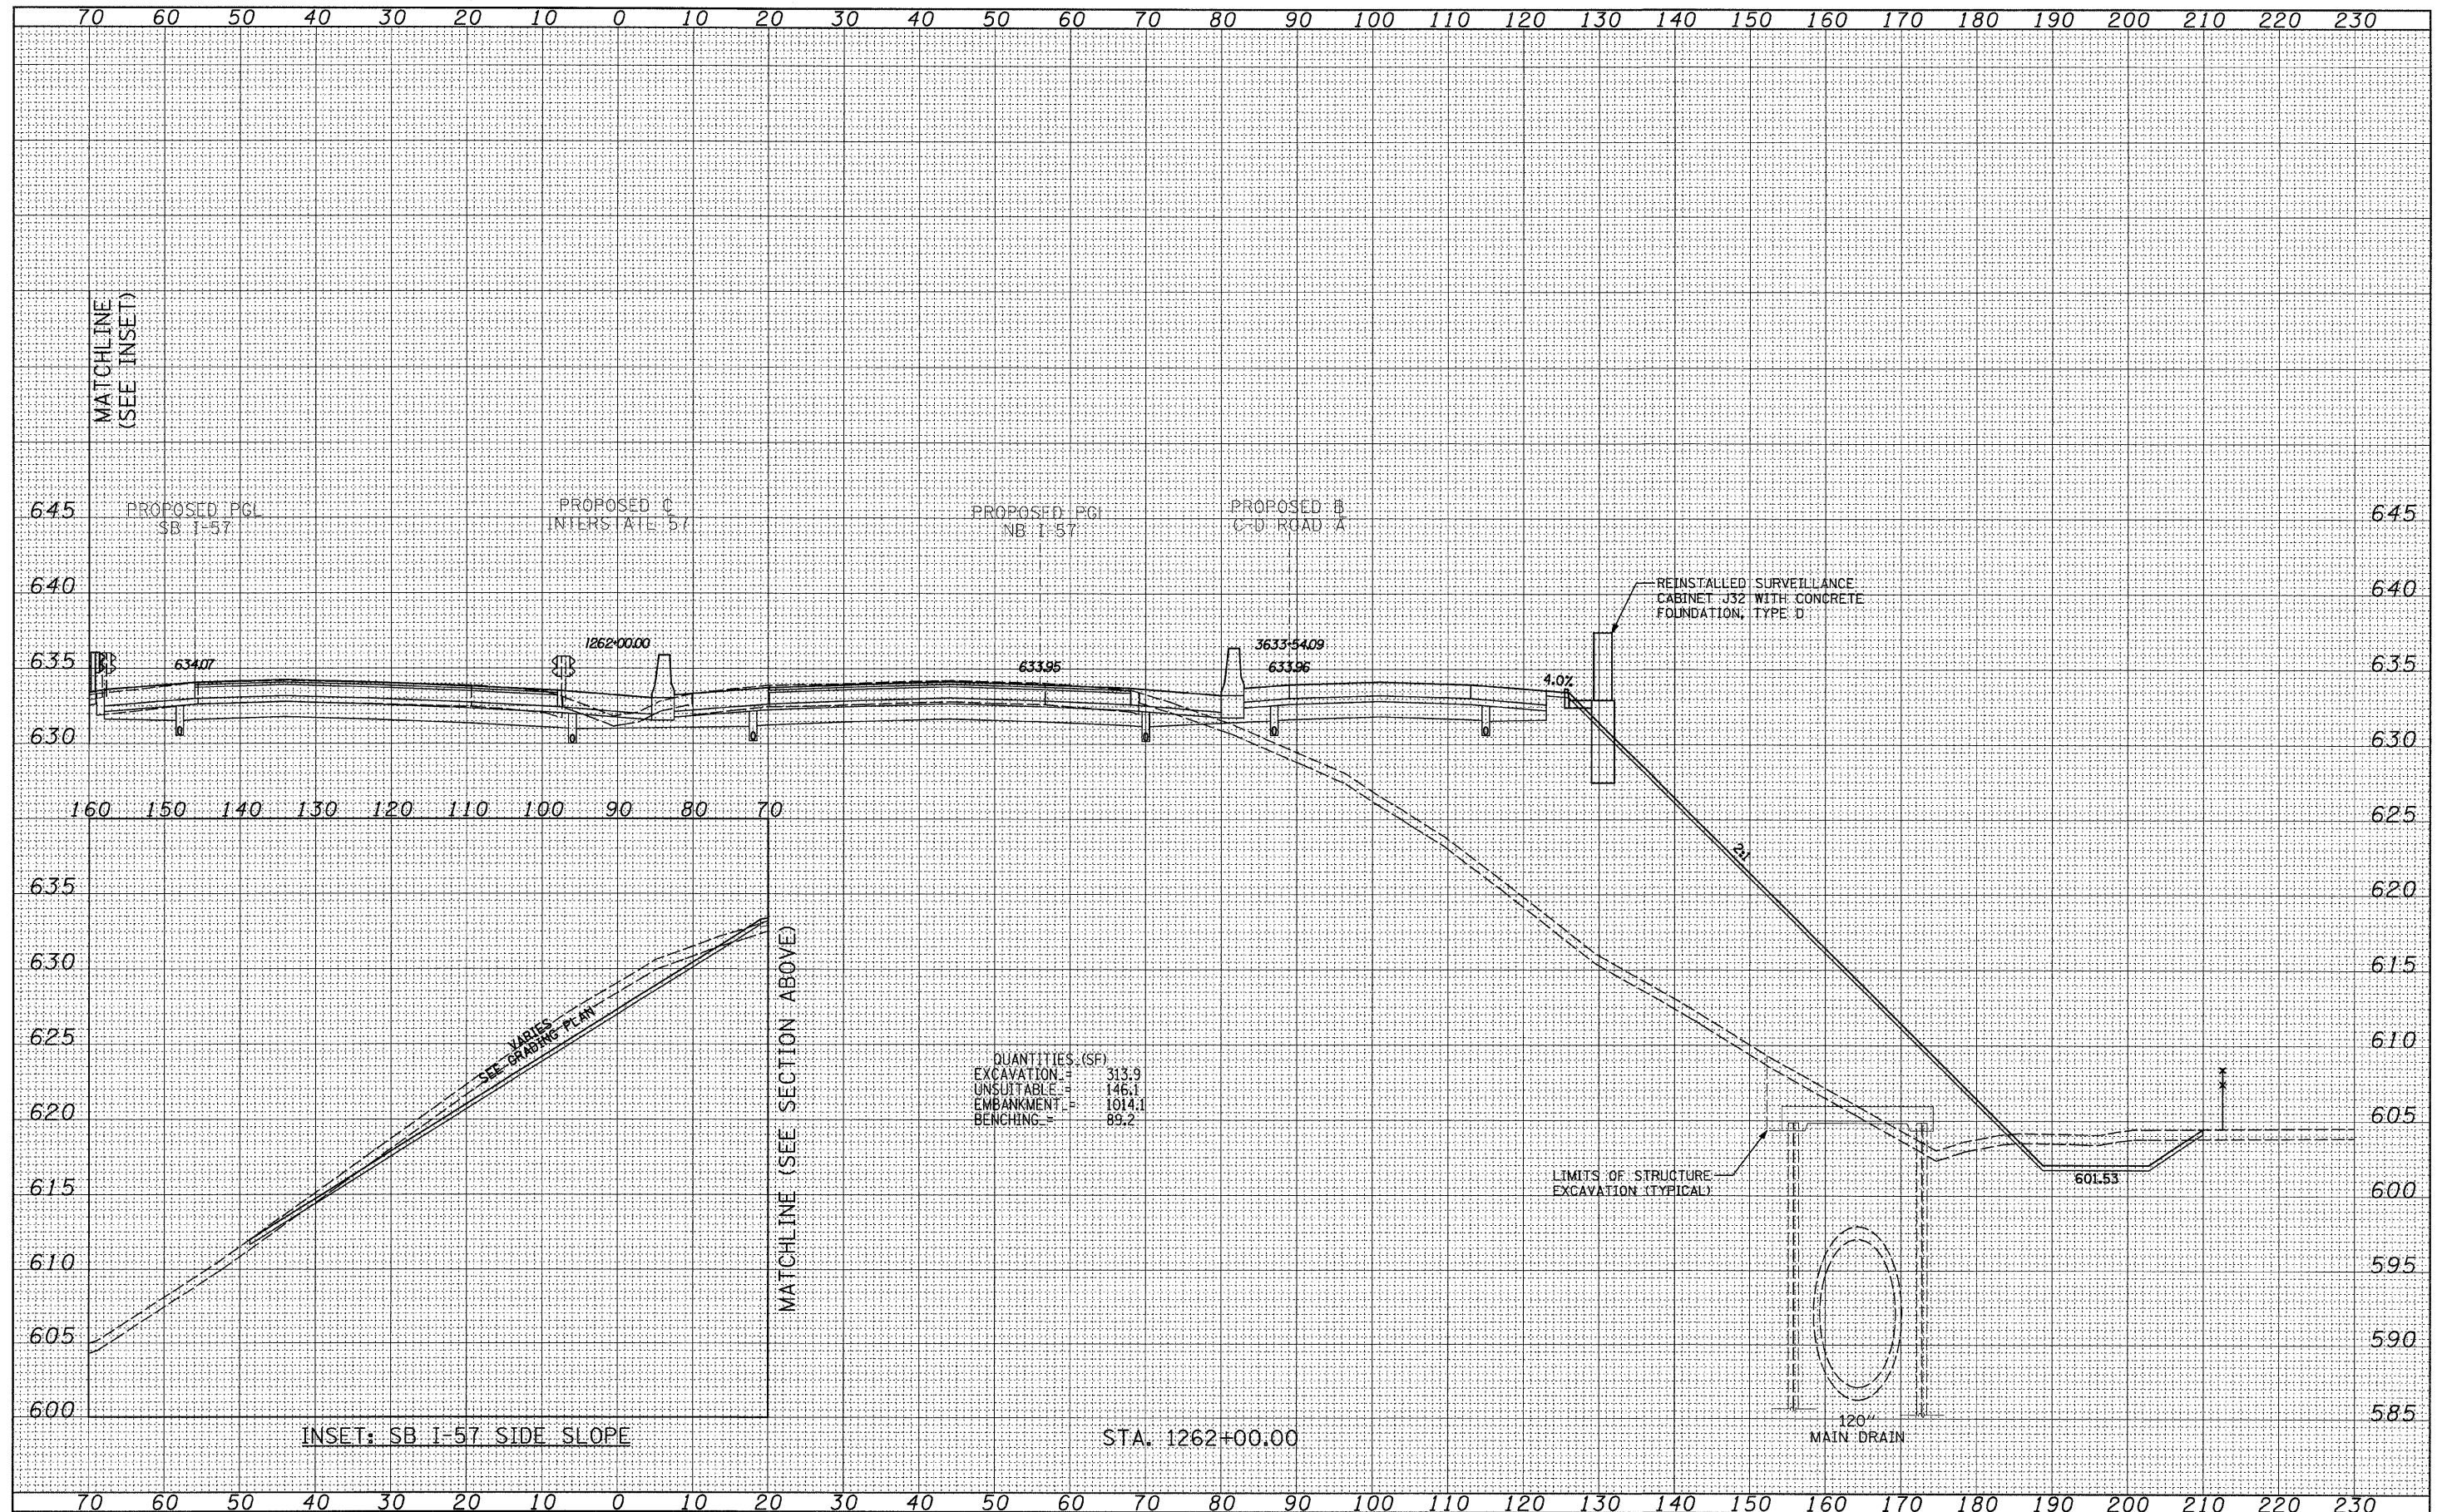 70 60 50 40 30 20 10 0 10 20 30 40 50 60 70 80 90 100 110 120 130 140 150 160 170 180 190 200 210 220 230
MATCHLINE
(SEE INSET)
645
PROPOSED PGL
SB I-57
PROPOSED ℄
INTERSTATE 57
PROPOSED PGL
NB I-57
PROPOSED B
C-D ROAD A
645
640
REINSTALLED SURVEILLANCE
CABINET J32 WITH CONCRETE
FOUNDATION, TYPE D
640
635
634.07
1262+00.00
633.95
3633+54.09
633.96
4.0%
635
630
630
160 150 140 130 120 110 100 90 80 70
625
2:1
635
620
630
615
625
VARIES
SEE GRADING PLAN
MATCHLINE (SEE SECTION ABOVE)
QUANTITIES (SF)
EXCAVATION = 313.9
UNSUITABLE = 146.1
EMBANKMENT = 1014.1
BENCHING = 89.2
610
620
605
LIMITS OF STRUCTURE
EXCAVATION (TYPICAL)
601.53
615
600
610
595
605
590
600
585
INSET: SB I-57 SIDE SLOPE
STA. 1262+00.00
120"
MAIN DRAIN
70 60 50 40 30 20 10 0 10 20 30 40 50 60 70 80 90 100 110 120 130 140 150 160 170 180 190 200 210 220 230